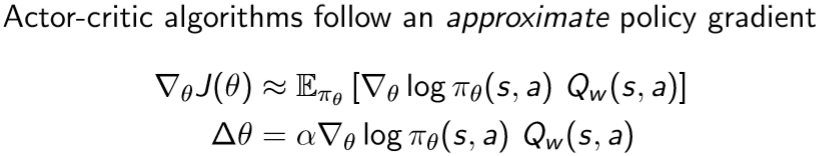 Actor-critic algorithms follow an approximate policy gradient
∇θJ(θ) ≈ 𝔼πθ [∇θ log πθ(s, a) Qw(s, a)]
Δθ = α∇θ log πθ(s, a) Qw(s, a)